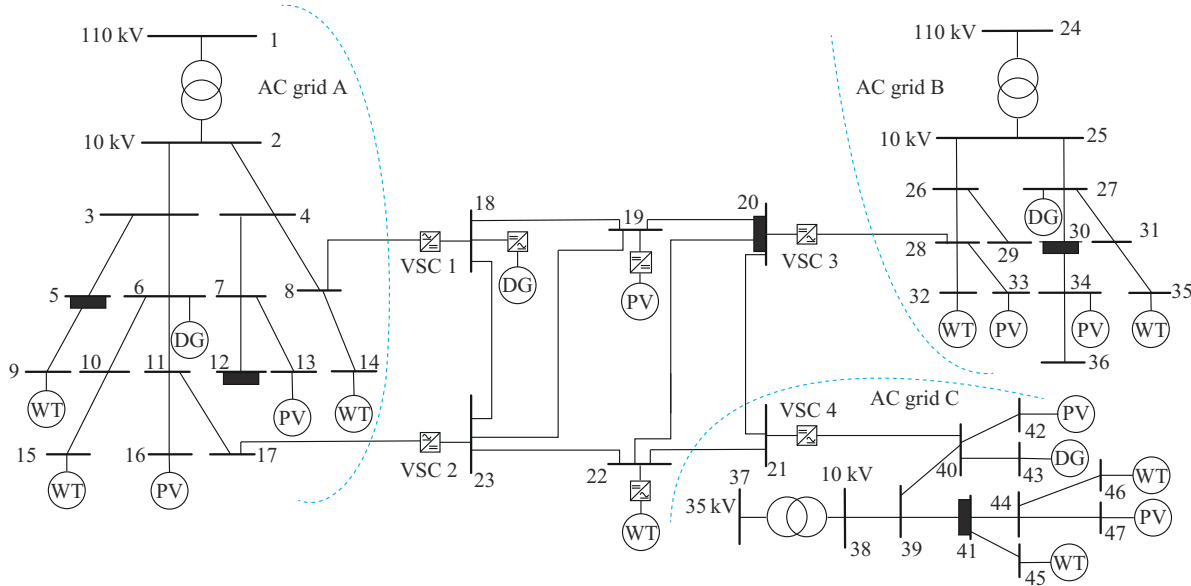 110 kV
1
AC grid A
10 kV
2
3
4
5
6
7
8
DG
9
10
11
12
13
14
WT
PV
WT
15
16
17
WT
PV
18
19
20
VSC 1
DG
PV
VSC 3
VSC 2
23
22
21
WT
VSC 4
110 kV
24
AC grid B
10 kV
25
26
27
DG
28
29
30
31
32
33
34
35
WT
PV
PV
WT
36
AC grid C
42
PV
40
43
DG
37
10 kV
35 kV
38
39
41
44
46
WT
47
PV
45
WT